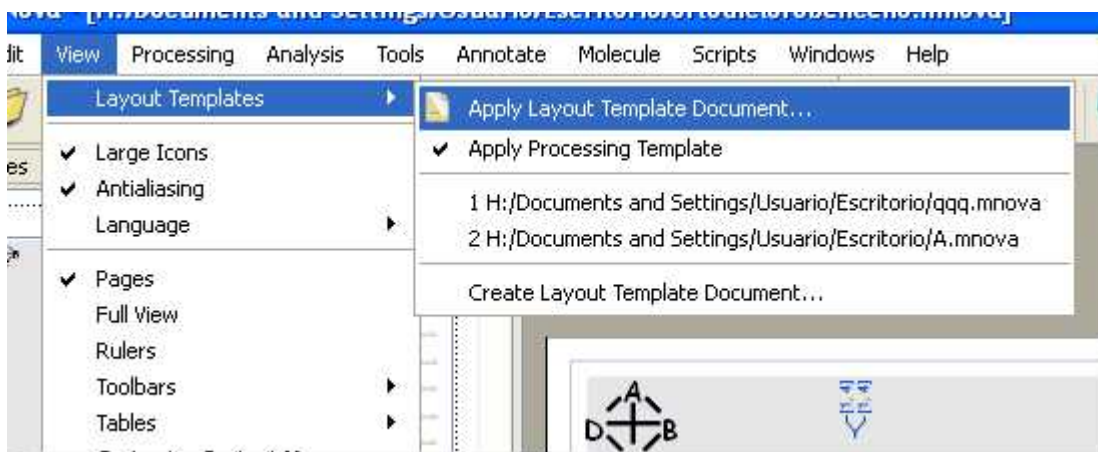 View Processing Analysis Tools Annotate Molecule Scripts Windows Help
Layout Templates
Apply Layout Template Document...
Large Icons
Apply Processing Template
Antialiasing
1 H:/Documents and Settings/Usuario/Escritorio/qqq.mnova
Language
2 H:/Documents and Settings/Usuario/Escritorio/A.mnova
Pages
Create Layout Template Document...
Full View
Rulers
Toolbars
Tables
A
D B